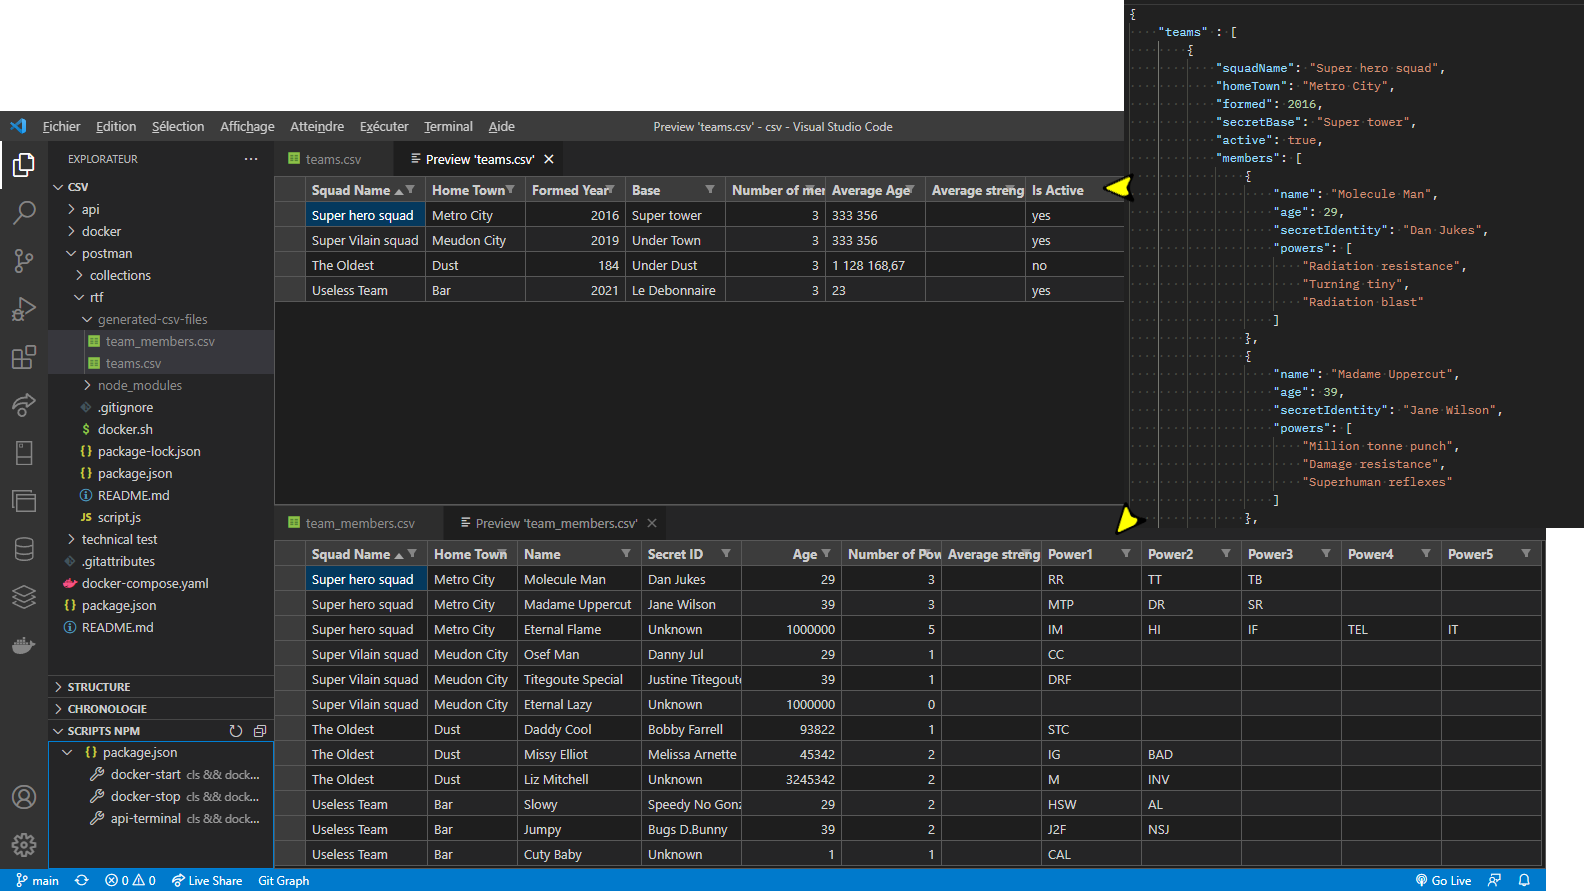 {
"teams" : [
{
"squadName": "Super hero squad",
"homeTown": "Metro City",
"formed": 2016,
"secretBase": "Super tower",
"active": true,
"members": [
{
"name": "Molecule Man",
"age": 29,
"secretIdentity": "Dan Jukes",
"powers": [
"Radiation resistance",
"Turning tiny",
"Radiation blast"
]
},
{
"name": "Madame Uppercut",
"age": 39,
"secretIdentity": "Jane Wilson",
"powers": [
"Million tonne punch",
"Damage resistance",
"Superhuman reflexes"
]
},
Fichier Edition Sélection Affichage Atteindre Exécuter Terminal Aide Preview 'teams.csv' - csv - Visual Studio Code
EXPLORATEUR ···
CSV
api
docker
postman
collections
rtf
generated-csv-files
team_members.csv
teams.csv
node_modules
.gitignore
$ docker.sh
{} package-lock.json
{} package.json
README.md
JS script.js
technical test
.gitattributes
docker-compose.yaml
{} package.json
README.md
STRUCTURE
CHRONOLOGIE
SCRIPTS NPM
{} package.json
docker-start cls && dock...
docker-stop cls && dock...
api-terminal cls && dock...
teams.csv Preview 'teams.csv'
Squad Name Home Town Formed Year Base Number of mer Average Age Average streng Is Active
Super hero squad Metro City 2016 Super tower 3 333 356 yes
Super Vilain squad Meudon City 2019 Under Town 3 333 356 yes
The Oldest Dust 184 Under Dust 3 1 128 168,67 no
Useless Team Bar 2021 Le Debonnaire 3 23 yes
team_members.csv Preview 'team_members.csv'
Squad Name Home Town Name Secret ID Age Number of Pow Average streng Power1 Power2 Power3 Power4 Power5
Super hero squad Metro City Molecule Man Dan Jukes 29 3 RR TT TB
Super hero squad Metro City Madame Uppercut Jane Wilson 39 3 MTP DR SR
Super hero squad Metro City Eternal Flame Unknown 1000000 5 IM HI IF TEL IT
Super Vilain squad Meudon City Osef Man Danny Jul 29 1 CC
Super Vilain squad Meudon City Titegoute Special Justine Titegout 39 1 DRF
Super Vilain squad Meudon City Eternal Lazy Unknown 1000000 0
The Oldest Dust Daddy Cool Bobby Farrell 93822 1 STC
The Oldest Dust Missy Elliot Melissa Arnette 45342 2 IG BAD
The Oldest Dust Liz Mitchell Unknown 3245342 2 M INV
Useless Team Bar Slowy Speedy No Gonz 29 2 HSW AL
Useless Team Bar Jumpy Bugs D.Bunny 39 2 J2F NSJ
Useless Team Bar Cuty Baby Unknown 1 1 CAL
main 0 0 Live Share Git Graph Go Live